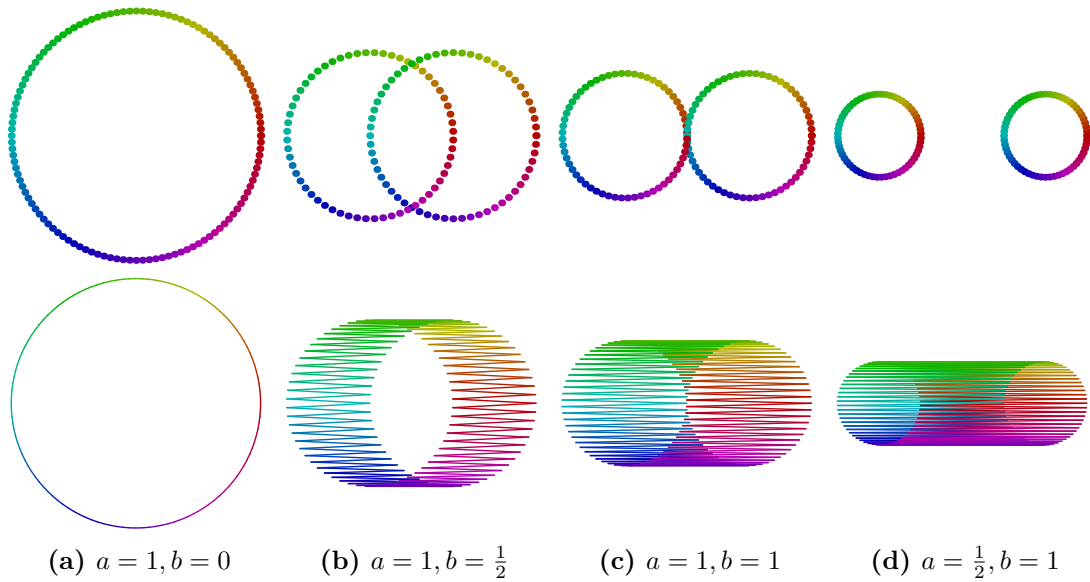 (a) a = 1, b = 0
(b) a = 1, b = 1/2
(c) a = 1, b = 1
(d) a = 1/2, b = 1